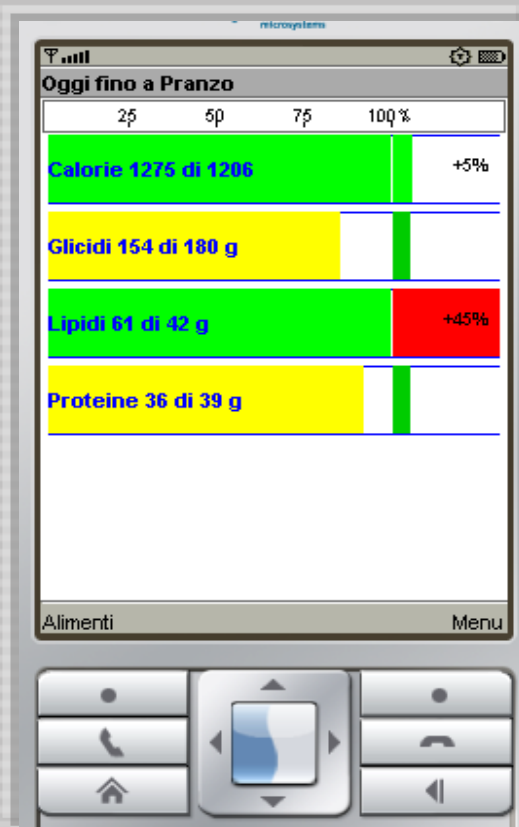 microsystems
Oggi fino a Pranzo
25 50 75 100 %
Calorie 1275 di 1206 +5%
Glicidi 154 di 180 g
Lipidi 61 di 42 g +45%
Proteine 36 di 39 g
Alimenti Menu